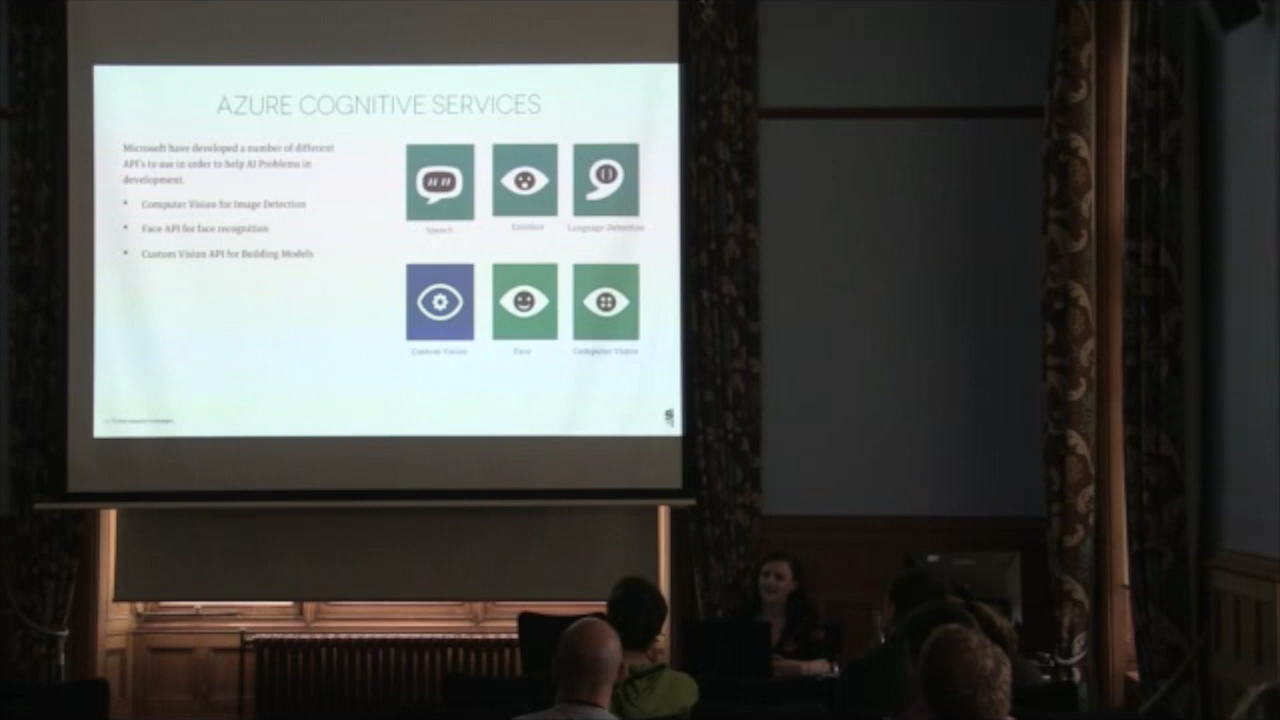 AZURE COGNITIVE SERVICES
Microsoft have developed a number of different
API's to use in order to help AI Problems in
development.
• Computer Vision for Image Detection
• Face API for face recognition
• Custom Vision API for Building Models
Speech
Emotion
Language Detection
Custom Vision
Face
Computer Vision